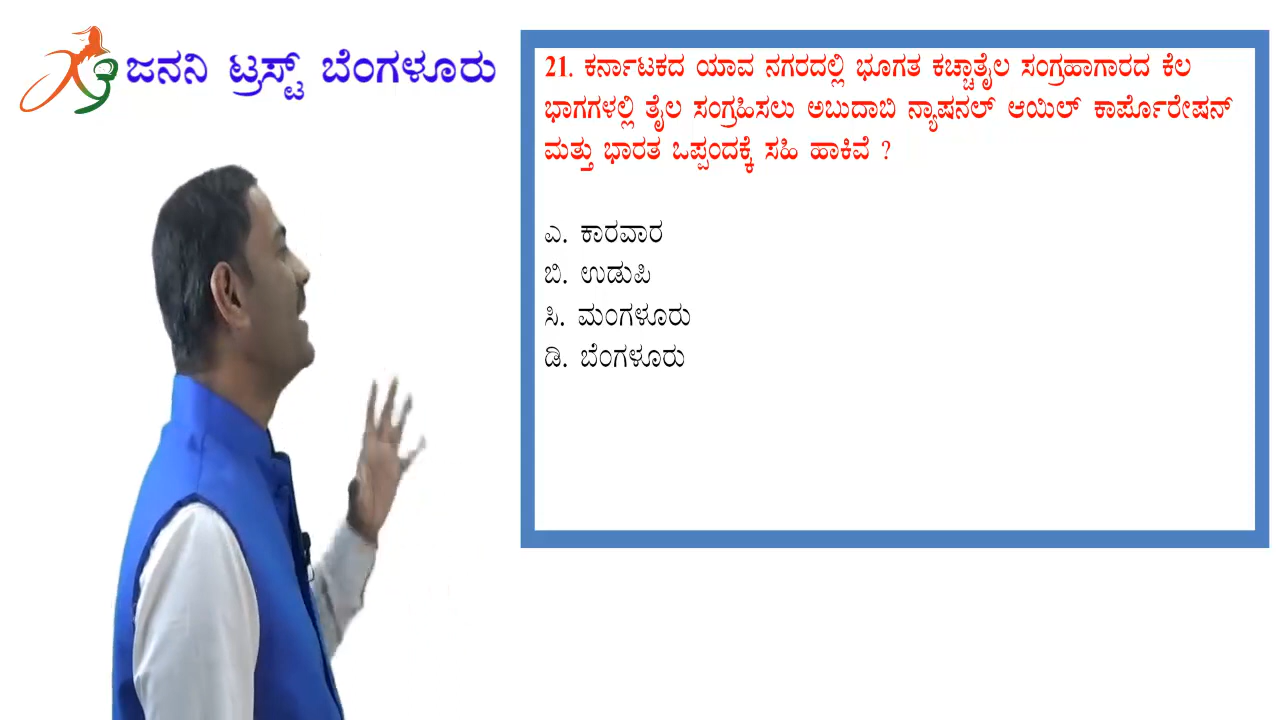 ಜನನಿ ಟ್ರಸ್ಟ್ ಬೆಂಗಳೂರು
21. ಕರ್ನಾಟಕದ ಯಾವ ನಗರದಲ್ಲಿ ಭೂಗತ ಕಚ್ಚಾತೈಲ ಸಂಗ್ರಹಾಗಾರದ ಕೆಲ
ಭಾಗಗಳಲ್ಲಿ ತೈಲ ಸಂಗ್ರಹಿಸಲು ಅಬುದಾಬಿ ನ್ಯಾಷನಲ್ ಆಯಿಲ್ ಕಾರ್ಪೊರೇಷನ್
ಮತ್ತು ಭಾರತ ಒಪ್ಪಂದಕ್ಕೆ ಸಹಿ ಹಾಕಿವೆ ?
ಎ. ಕಾರವಾರ
ಬಿ. ಉಡುಪಿ
ಸಿ. ಮಂಗಳೂರು
ಡಿ. ಬೆಂಗಳೂರು